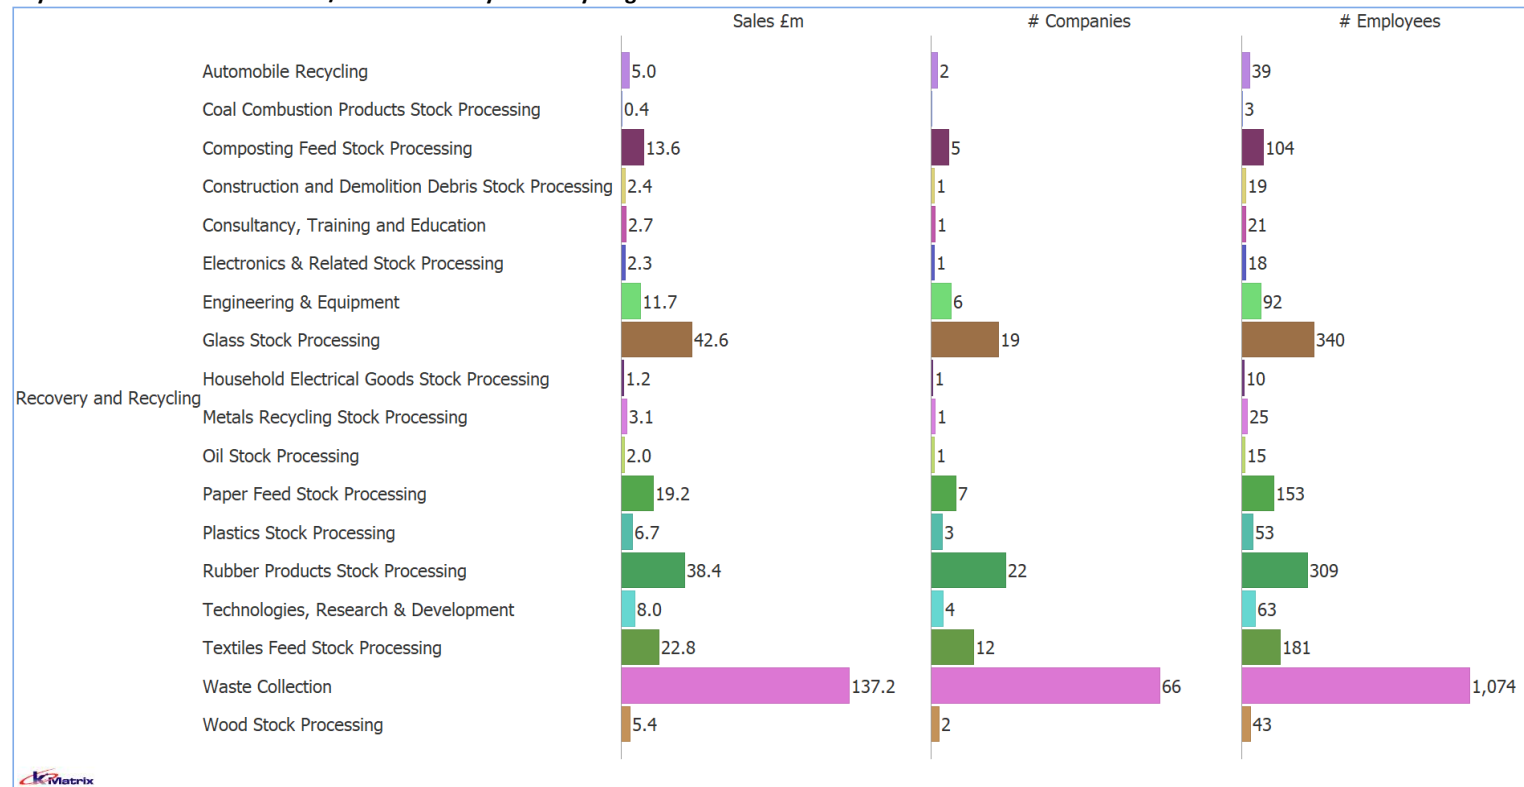 Sales £m # Companies # Employees
Automobile Recycling 5.0 2 39
Coal Combustion Products Stock Processing 0.4 3
Composting Feed Stock Processing 13.6 5 104
Construction and Demolition Debris Stock Processing 2.4 1 19
Consultancy, Training and Education 2.7 1 21
Electronics & Related Stock Processing 2.3 1 18
Engineering & Equipment 11.7 6 92
Glass Stock Processing 42.6 19 340
Household Electrical Goods Stock Processing 1.2 1 10
Recovery and Recycling
Metals Recycling Stock Processing 3.1 1 25
Oil Stock Processing 2.0 1 15
Paper Feed Stock Processing 19.2 7 153
Plastics Stock Processing 6.7 3 53
Rubber Products Stock Processing 38.4 22 309
Technologies, Research & Development 8.0 4 63
Textiles Feed Stock Processing 22.8 12 181
Waste Collection 137.2 66 1,074
Wood Stock Processing 5.4 2 43
kMatrix